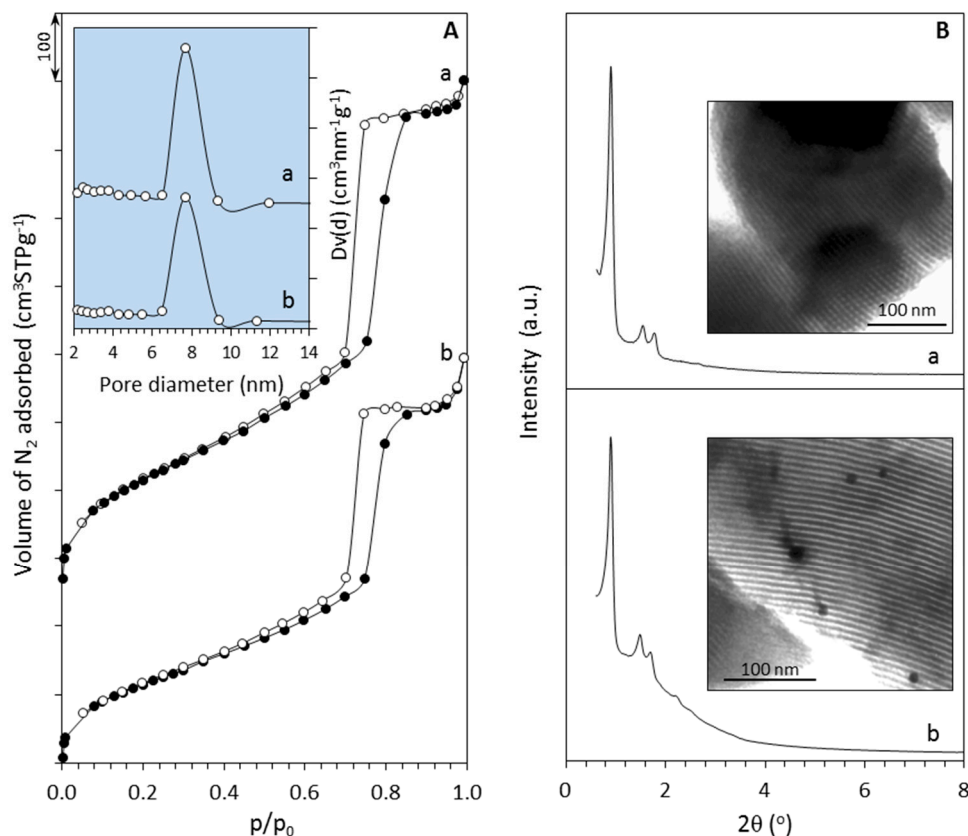 100
A
a
b
a
b
Dv(d) (cm³nm⁻¹g⁻¹)
2 4 6 8 10 12 14
Pore diameter (nm)
Volume of N₂ adsorbed (cm³STPg⁻¹)
0.0 0.2 0.4 0.6 0.8 1.0
p/p₀
B
100 nm
a
Intensity (a.u.)
100 nm
b
0 2 4 6 8
2θ (°)